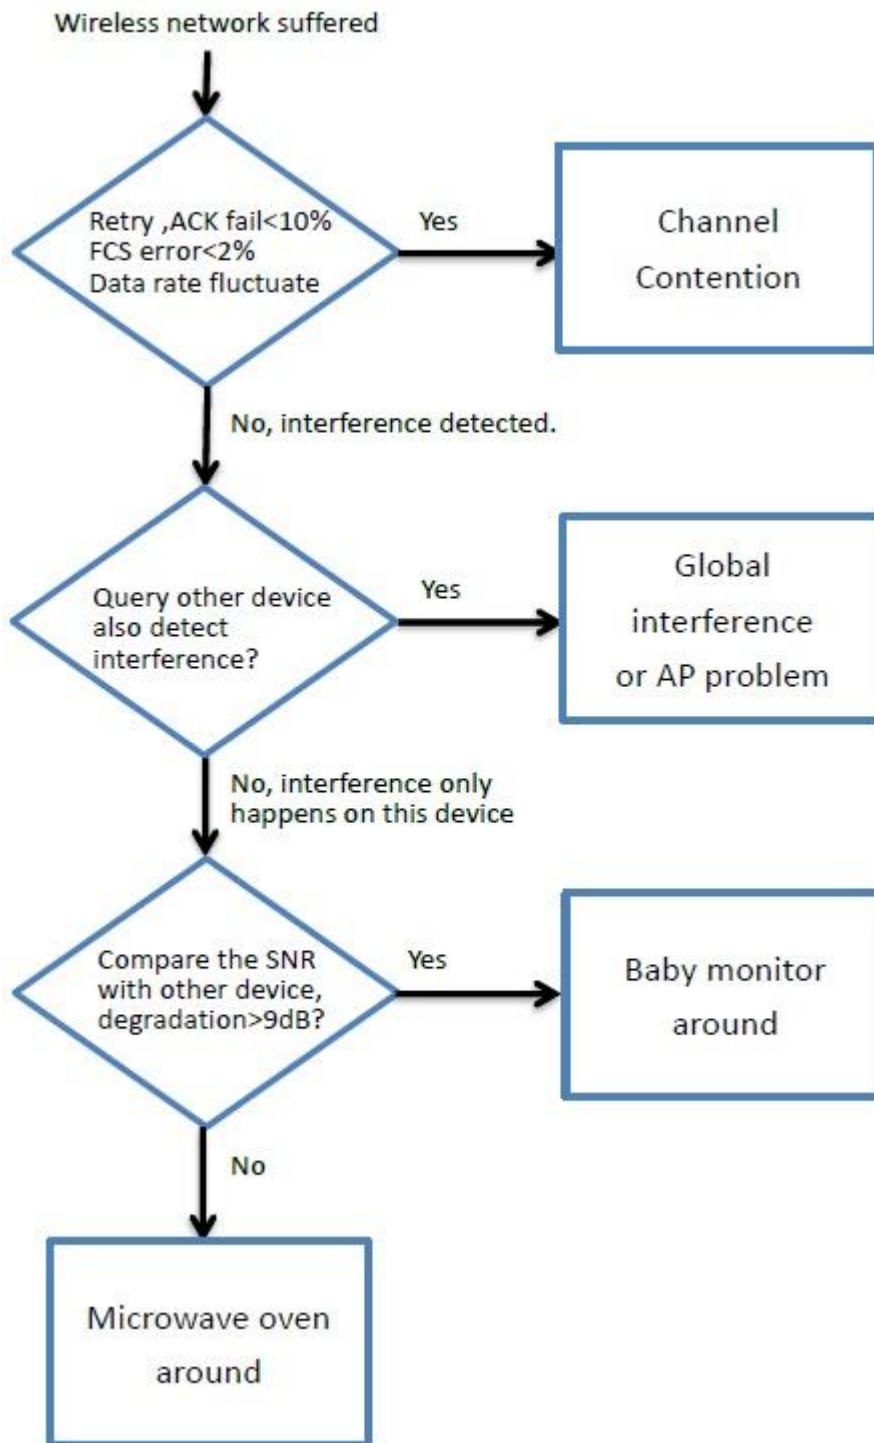 Wireless network suffered
Retry ,ACK fail<10%
FCS error<2%
Data rate fluctuate
Yes
Channel
Contention
No, interference detected.
Query other device
also detect
interference?
Yes
Global
interference
or AP problem
No, interference only
happens on this device
Compare the SNR
with other device,
degradation>9dB?
Yes
Baby monitor
around
No
Microwave oven
around